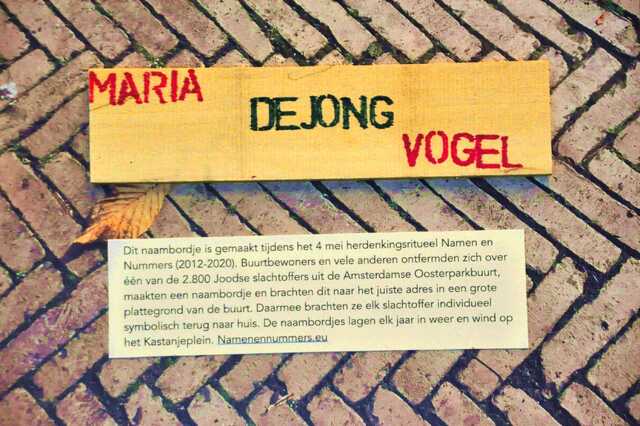 MARIA
DEJONG
VOGEL
Dit naambordje is gemaakt tijdens het 4 mei herdenkingsritueel Namen en
Nummers (2012-2020). Buurtbewoners en vele anderen ontfermden zich over
één van de 2.800 Joodse slachtoffers uit de Amsterdamse Oosterparkbuurt,
maakten een naambordje en brachten dit naar het juiste adres in een grote
plattegrond van de buurt. Daarmee brachten ze elk slachtoffer individueel
symbolisch terug naar huis. De naambordjes lagen elk jaar in weer en wind op
het Kastanjeplein. Namenennummers.eu